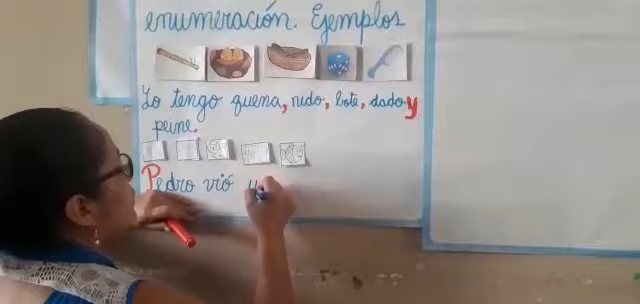 enumeración. Ejemplos
Yo tengo quena, nido, bote, dado y
peine.
Pedro vió